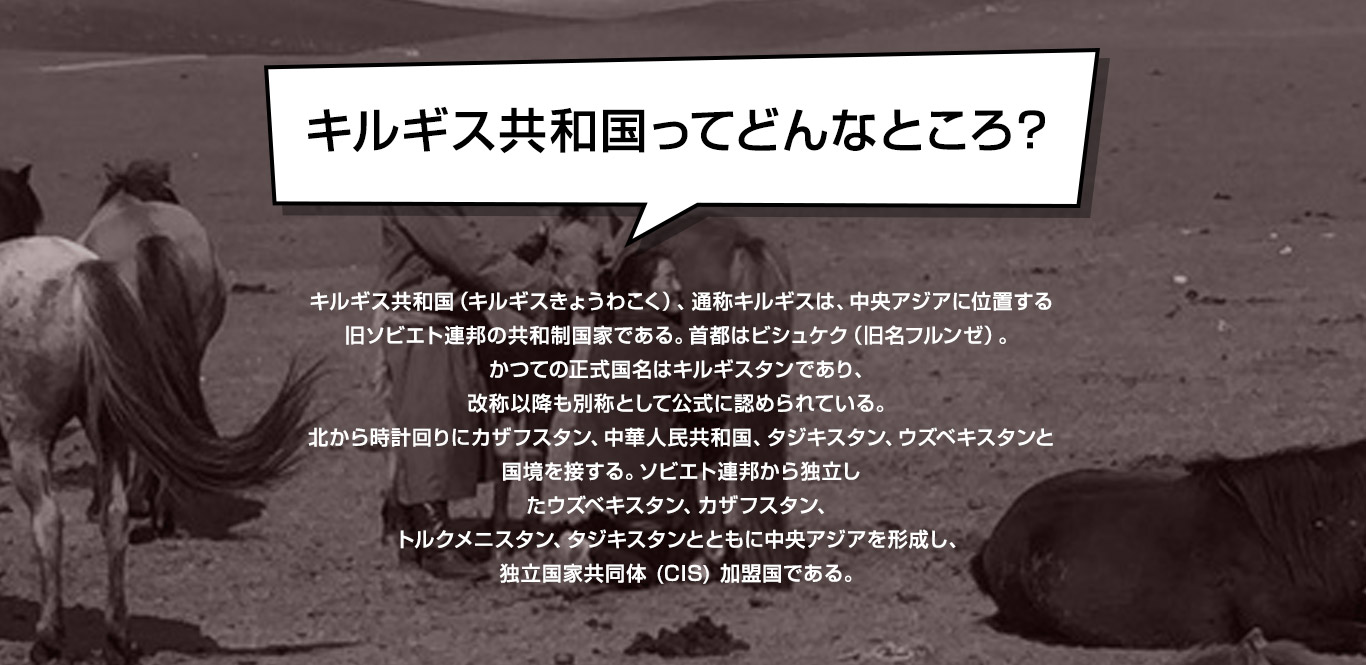 キルギス共和国ってどんなところ?
キルギス共和国（キルギスきょうわこく）、通称キルギスは、中央アジアに位置する
旧ソビエト連邦の共和制国家である。首都はビシュケク（旧名フルンゼ）。
かつての正式国名はキルギスタンであり、
改称以降も別称として公式に認められている。
北から時計回りにカザフスタン、中華人民共和国、タジキスタン、ウズベキスタンと
国境を接する。ソビエト連邦から独立し
たウズベキスタン、カザフスタン、
トルクメニスタン、タジキスタンとともに中央アジアを形成し、
独立国家共同体 (CIS) 加盟国である。